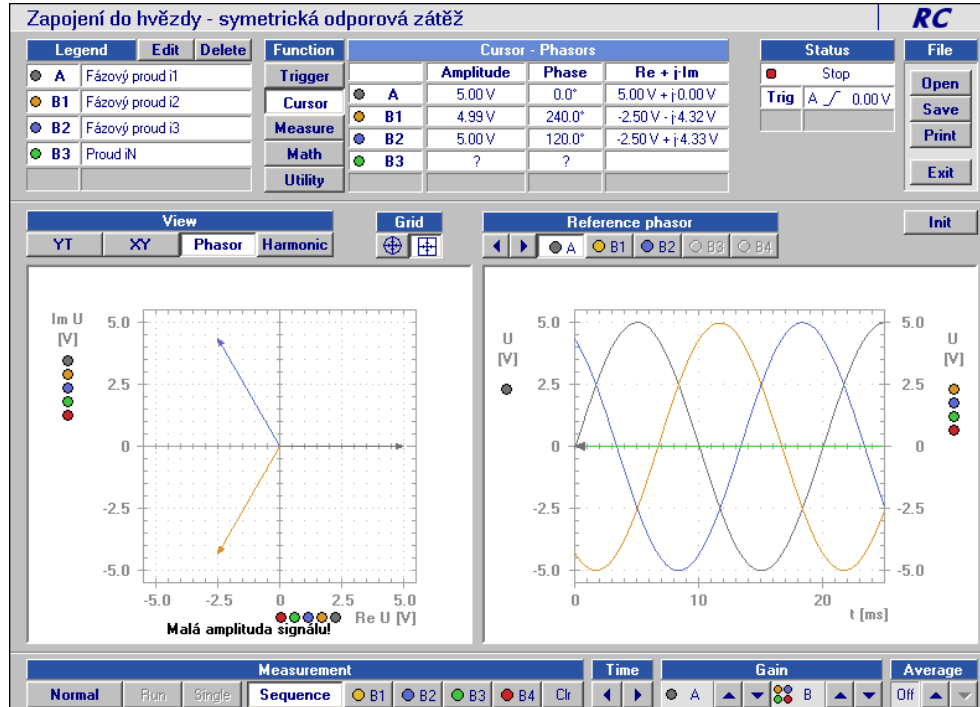 Zapojení do hvězdy - symetrická odporová zátěž RC
Legend Edit Delete Function Cursor - Phasors Status File
Amplitude Phase Re + j·Im
A Fázový proud i1 Trigger A 5.00 V 0.0° 5.00 V + j·0.00 V Stop Open
B1 Fázový proud i2 Cursor B1 4.99 V 240.0° -2.50 V - j·4.32 V Trig A 0.00 V Save
B2 Fázový proud i3 Measure B2 5.00 V 120.0° -2.50 V + j·4.33 V Print
B3 Proud iN Math B3 ? ?
Utility Exit
View Grid Reference phasor Init
YT XY Phasor Harmonic A B1 B2 B3 B4
Im U
[V]
5.0
2.5
0
-2.5
-5.0
-5.0 -2.5 0 2.5 5.0
Re U [V]
Malá amplituda signálu!
U
[V]
5.0
2.5
0
-2.5
-5.0
0 10 20
t [ms]
5.0
2.5
0
-2.5
-5.0
U
[V]
Measurement Time Gain Average
Normal Run Single Sequence B1 B2 B3 B4 Clr A B Off